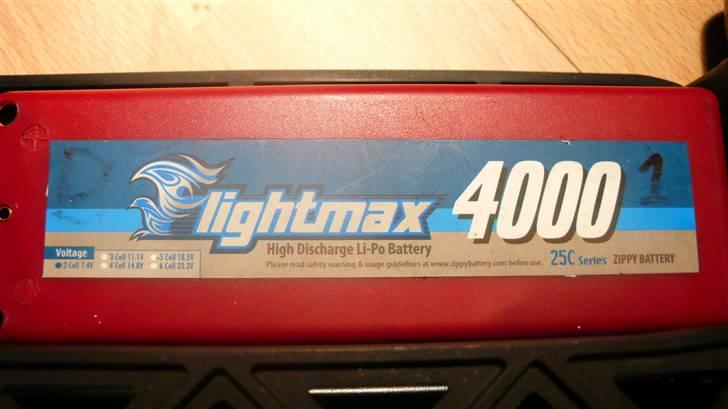 flightmax 4000 1
High Discharge Li-Po Battery
Voltage
3 Cell 11.1V 5 Cell 18.5V
2 Cell 7.4V 4 Cell 14.8V 6 Cell 22.2V
Please read safety warning & usage guidelines at www.zippybattery.com before use.
25C Series ZIPPY BATTERY